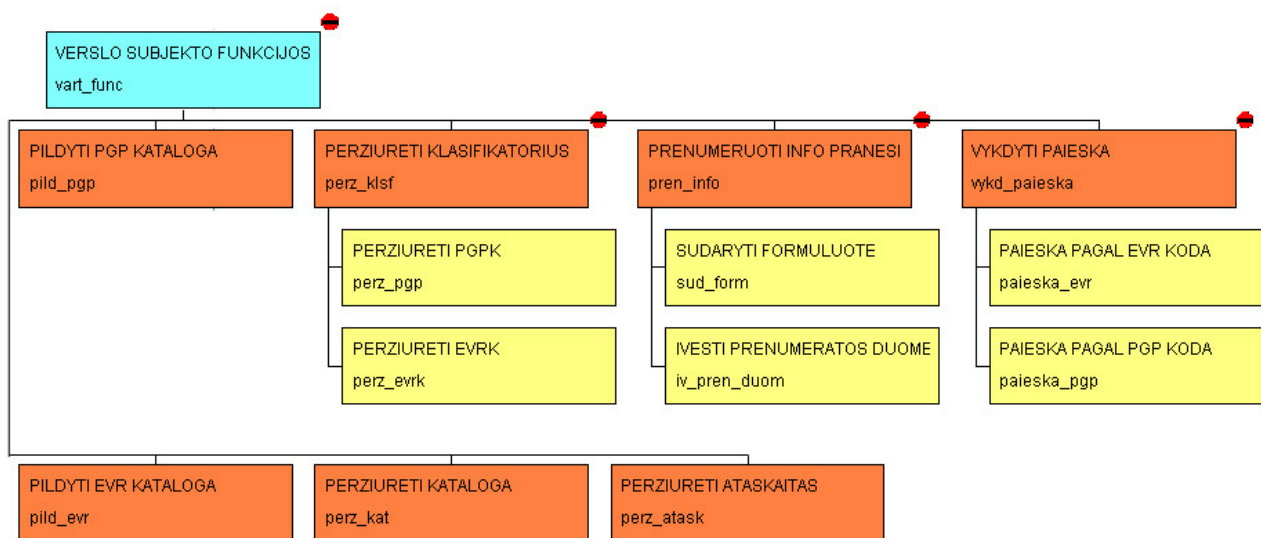 VERSLO SUBJEKTO FUNKCIJOS
vart_func
PILDYTI PGP KATALOGA
pild_pgp
PERZIURETI KLASIFIKATORIUS
perz_klsf
PRENUMERUOTI INFO PRANESI
pren_info
VYKDYTI PAIESKA
vykd_paieska
PERZIURETI PGPK
perz_pgp
SUDARYTI FORMULUOTE
sud_form
PAIESKA PAGAL EVR KODA
paieska_evr
PERZIURETI EVRK
perz_evrk
IVESTI PRENUMERATOS DUOME
iv_pren_duom
PAIESKA PAGAL PGP KODA
paieska_pgp
PILDYTI EVR KATALOGA
pild_evr
PERZIURETI KATALOGA
perz_kat
PERZIURETI ATASKAITAS
perz_atask